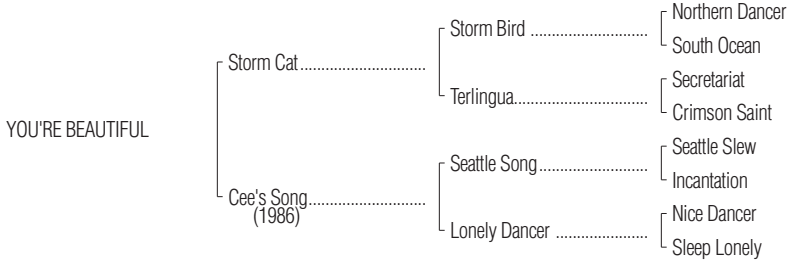 Northern Dancer
Storm Bird ............................
South Ocean
Storm Cat..............................
Secretariat
Terlingua................................
Crimson Saint
YOU'RE BEAUTIFUL
Seattle Slew
Seattle Song..........................
Incantation
Cee's Song............................
(1986)
Nice Dancer
Lonely Dancer ......................
Sleep Lonely